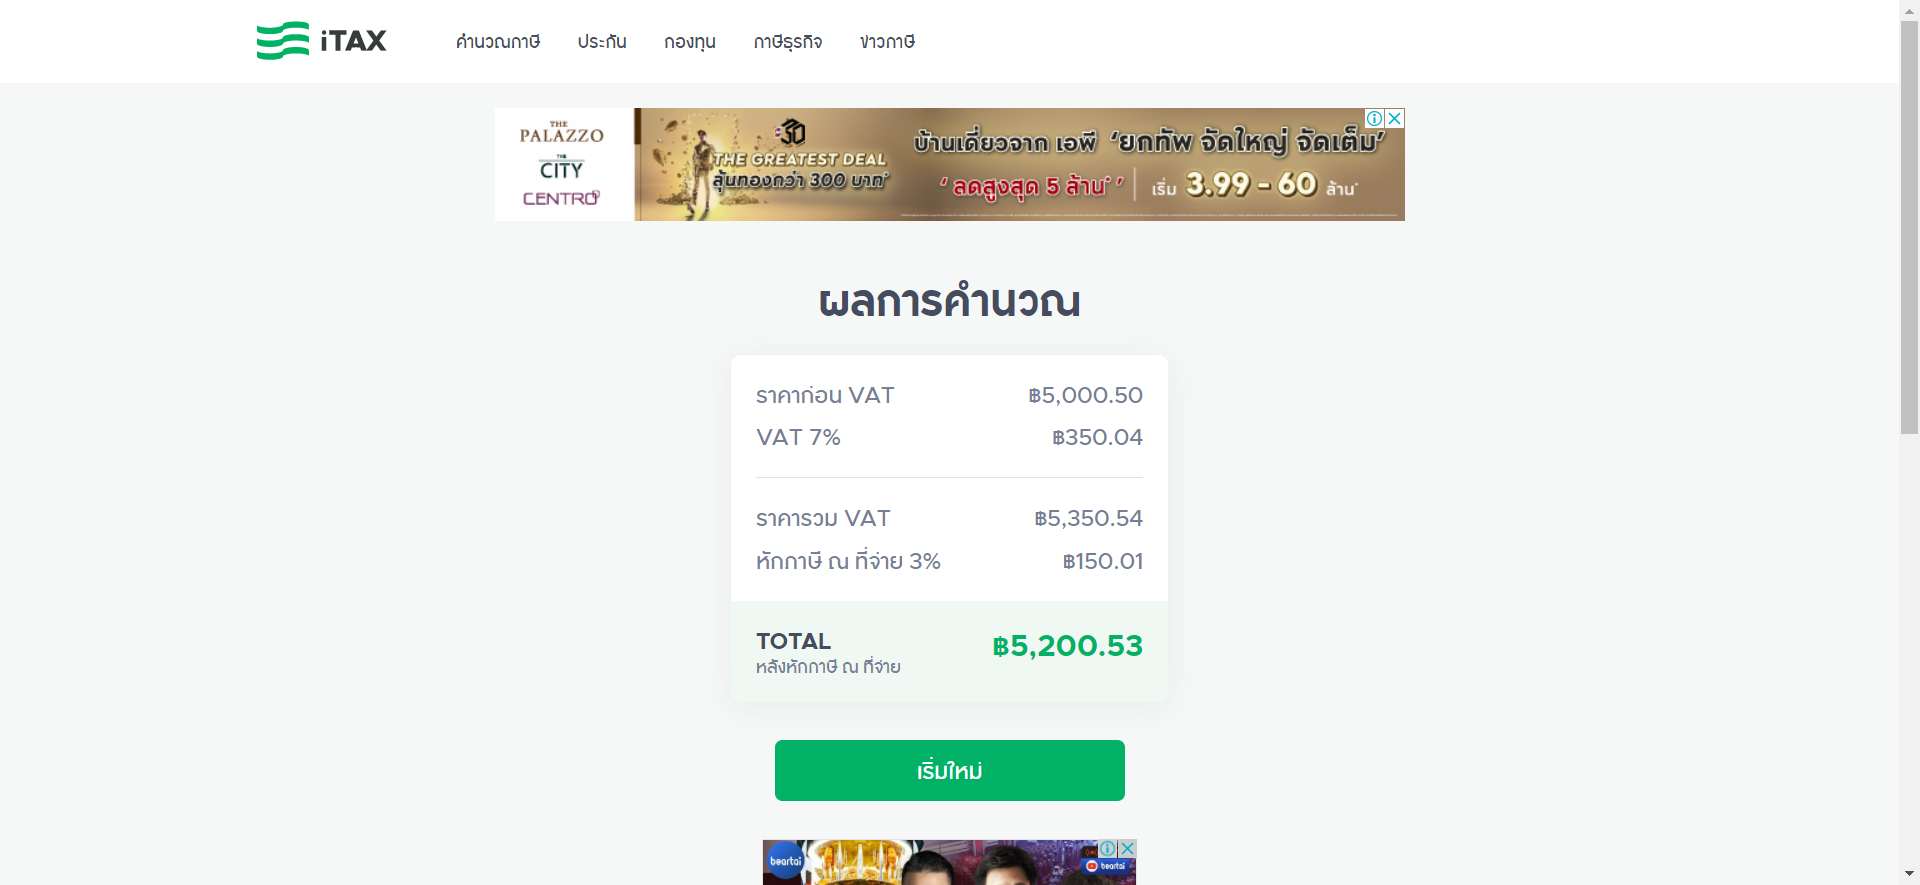 iTAX
คำนวณภาษี ประกัน กองทุน ภาษีธุรกิจ ข่าวภาษี
THE
PALAZZO
THE
CITY
CENTRO
THE GREATEST DEAL
ลุ้นทองกว่า 300 บาท*
บ้านเดี่ยวจาก เอพี 'ยกทัพ จัดใหญ่ จัดเต็ม'
'ลดสูงสุด 5 ล้าน*' เริ่ม 3.99 - 60 ล้าน*
ผลการคำนวณ
ราคาก่อน VAT ฿5,000.50
VAT 7% ฿350.04
ราคารวม VAT ฿5,350.54
หักภาษี ณ ที่จ่าย 3% ฿150.01
TOTAL ฿5,200.53
หลังหักภาษี ณ ที่จ่าย
เริ่มใหม่
beartai
beartai